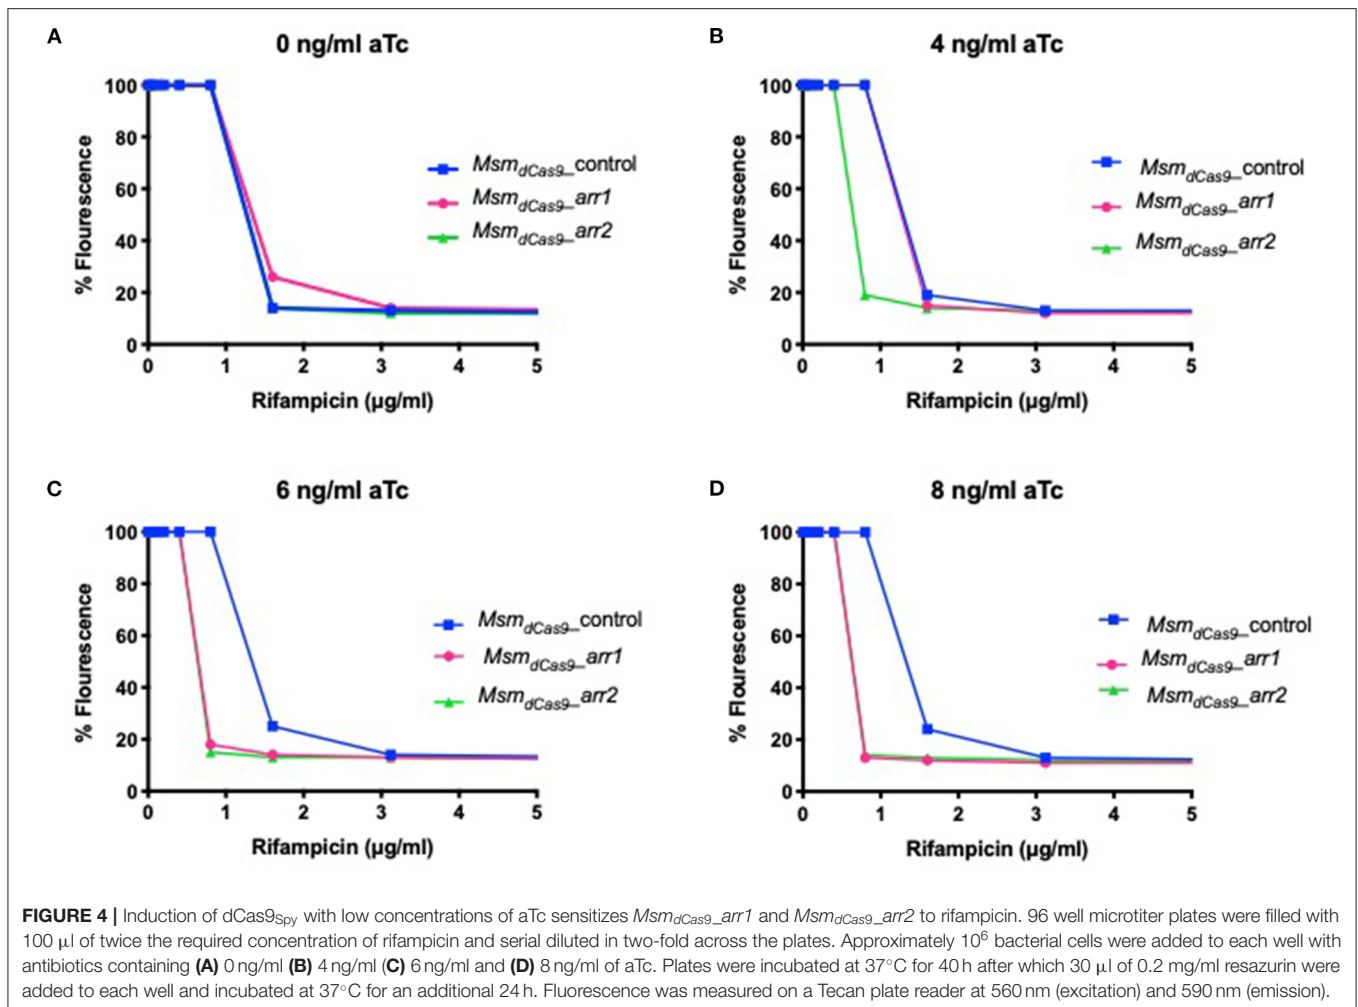 A
0 ng/ml aTc
100
80
60
40
20
0
% Flourescence
0 1 2 3 4 5
Rifampicin (µg/ml)
MsmdCas9_control
MsmdCas9_arr1
MsmdCas9_arr2
B
4 ng/ml aTc
100
80
60
40
20
0
% Flourescence
0 1 2 3 4 5
Rifampicin (µg/ml)
MsmdCas9_control
MsmdCas9_arr1
MsmdCas9_arr2
C
6 ng/ml aTc
100
80
60
40
20
0
% Flourescence
0 1 2 3 4 5
Rifampicin (µg/ml)
MsmdCas9_control
MsmdCas9_arr1
MsmdCas9_arr2
D
8 ng/ml aTc
100
80
60
40
20
0
% Flourescence
0 1 2 3 4 5
Rifampicin (µg/ml)
MsmdCas9_control
MsmdCas9_arr1
MsmdCas9_arr2
FIGURE 4 | Induction of dCas9Spy with low concentrations of aTc sensitizes MsmdCas9_arr1 and MsmdCas9_arr2 to rifampicin. 96 well microtiter plates were filled with
100 µl of twice the required concentration of rifampicin and serial diluted in two-fold across the plates. Approximately 10⁶ bacterial cells were added to each well with
antibiotics containing (A) 0 ng/ml (B) 4 ng/ml (C) 6 ng/ml and (D) 8 ng/ml of aTc. Plates were incubated at 37°C for 40 h after which 30 µl of 0.2 mg/ml resazurin were
added to each well and incubated at 37°C for an additional 24 h. Fluorescence was measured on a Tecan plate reader at 560 nm (excitation) and 590 nm (emission).